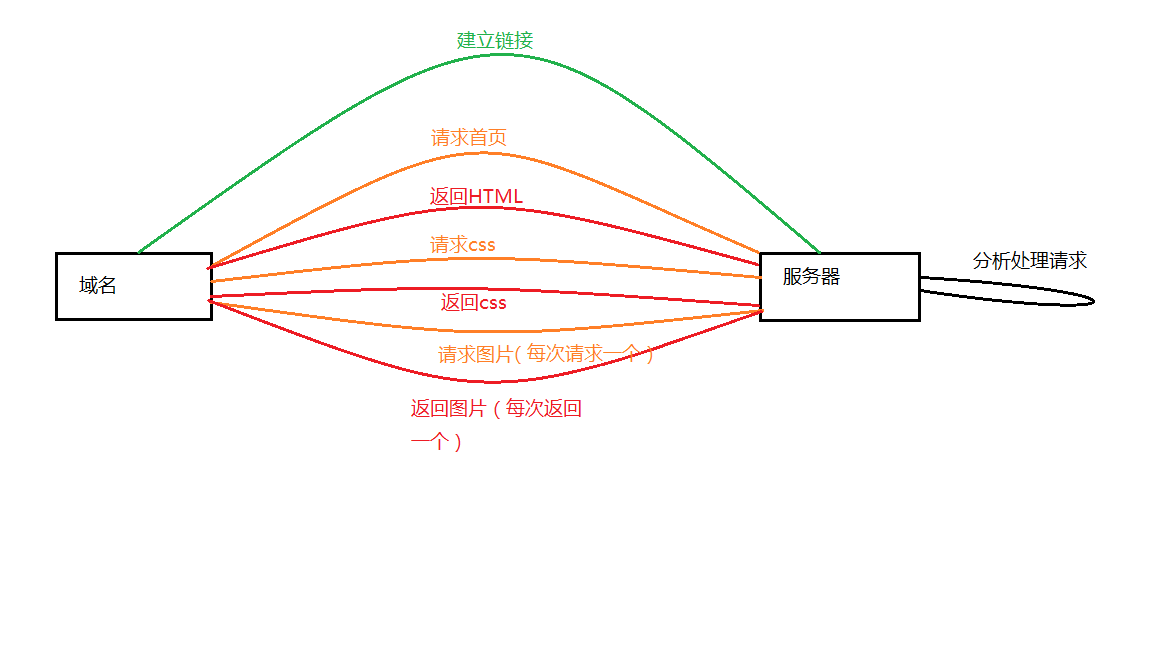 建立链接
请求首页
返回HTML
请求css
域名
服务器
分析处理请求
返回css
请求图片(每次请求一个)
返回图片(每次返回
一个)